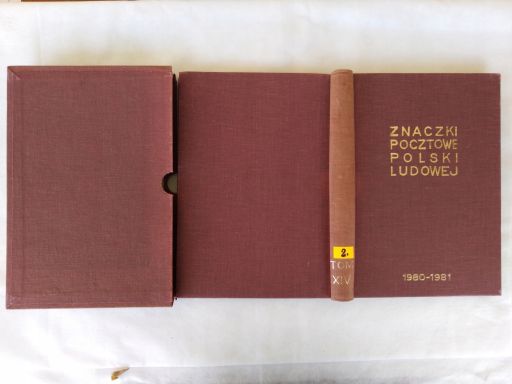 2.
TOM
XIV
ZNACZKI
POCZTOWE
POLSKI
LUDOWEJ
1980-1981